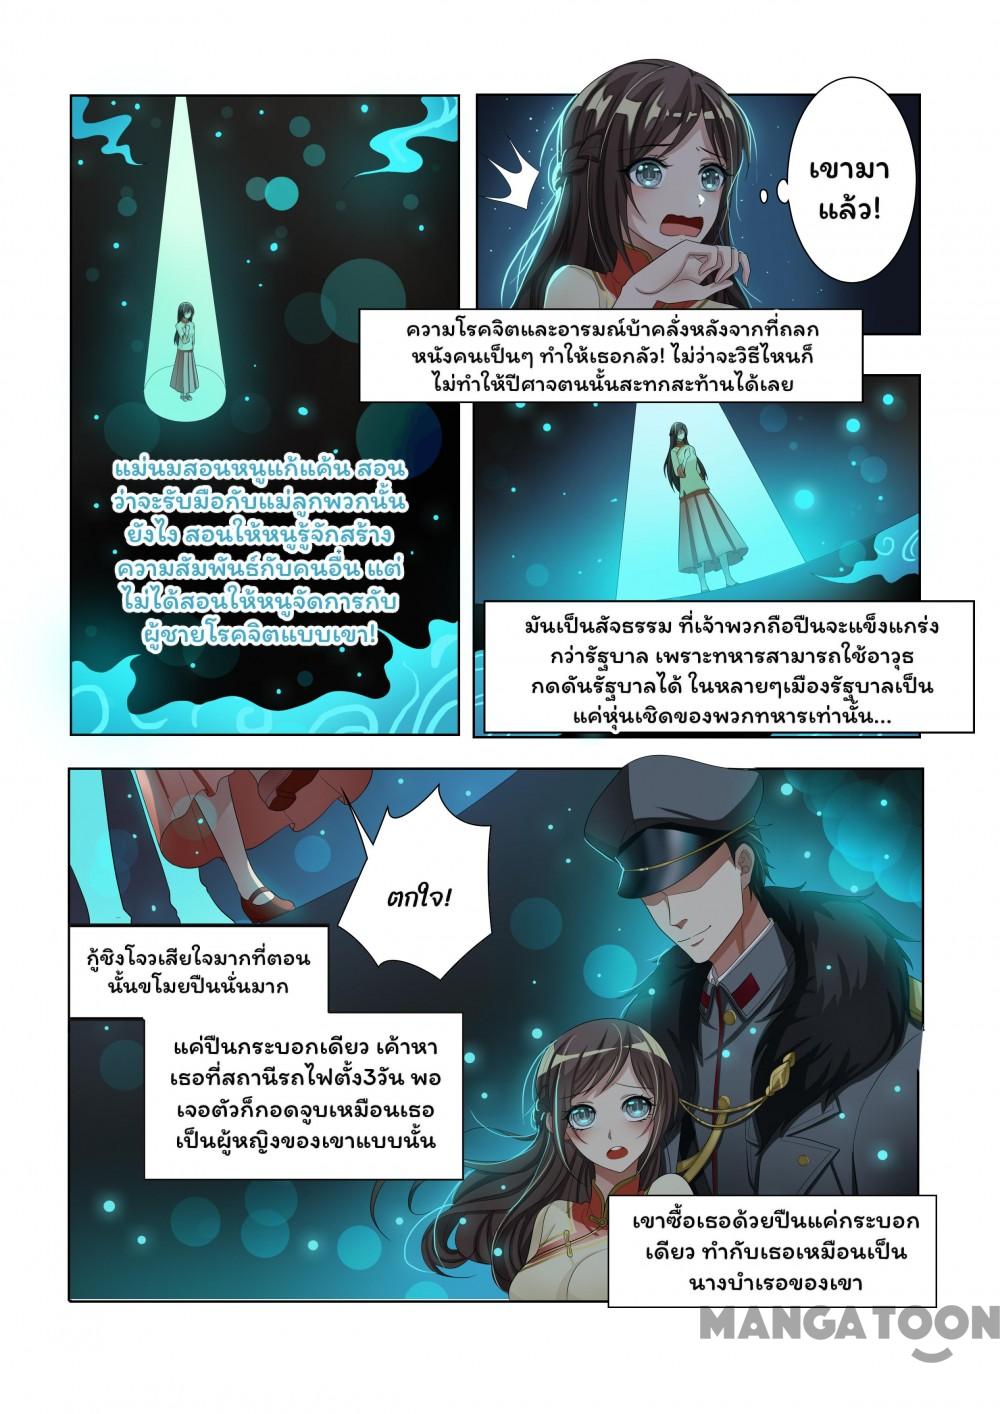 เขามา
แล้ว!
ความโรคจิตและอารมณ์บ้าคลั่งหลังจากที่ถลก
หนังคนเป็นๆ ทำให้เธอกลัว! ไม่ว่าจะวิธีไหนก็
ไม่ทำให้ปีศาจตนนั้นสะทกสะท้านได้เลย
แม่นมสอนหนูแก้แค้น สอน
ว่าจะรับมือกับแม่ลูกพวกนั้น
ยังไง สอนให้หนูรู้จักสร้าง
ความสัมพันธ์กับคนอื่น แต่
ไม่ได้สอนให้หนูจัดการกับ
ผู้ชายโรคจิตแบบเขา!
มันเป็นสัจธรรม ที่เจ้าพวกถือปืนจะแข็งแกร่ง
กว่ารัฐบาล เพราะทหารสามารถใช้อาวุธ
กดดันรัฐบาลได้ ในหลายๆเมืองรัฐบาลเป็น
แค่หุ่นเชิดของพวกทหารเท่านั้น...
ตกใจ!
กู้ชิงโจวเสียใจมากที่ตอน
นั้นขโมยปืนนั่นมาก
แค่ปืนกระบอกเดียว เค้าหา
เธอที่สถานีรถไฟตั้ง3วัน พอ
เจอตัวก็กอดจูบเหมือนเธอ
เป็นผู้หญิงของเขาแบบนั้น
เขาซื้อเธอด้วยปืนแค่กระบอก
เดียว ทำกับเธอเหมือนเป็น
นางบำเรอของเขา
MANGATOON